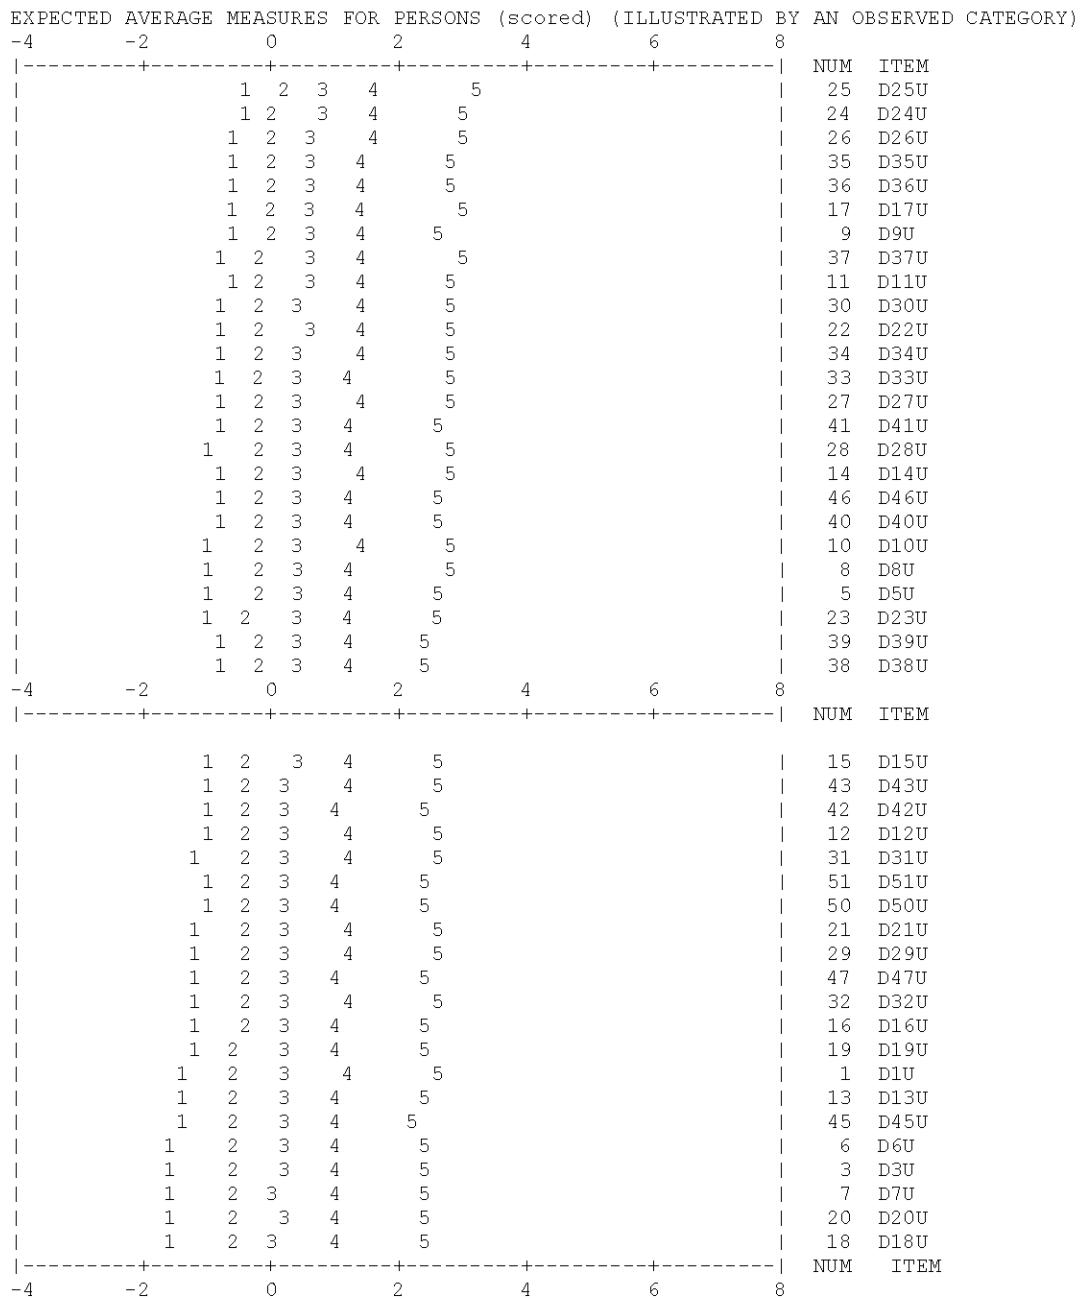 EXPECTED AVERAGE MEASURES FOR PERSONS (scored) (ILLUSTRATED BY AN OBSERVED CATEGORY)
-4 -2 0 2 4 6 8
|---------+---------+---------+---------+---------+---------| NUM ITEM
| 1 2 3 4 5 | 25 D25U
| 1 2 3 4 5 | 24 D24U
| 1 2 3 4 5 | 26 D26U
| 1 2 3 4 5 | 35 D35U
| 1 2 3 4 5 | 36 D36U
| 1 2 3 4 5 | 17 D17U
| 1 2 3 4 5 | 9 D9U
| 1 2 3 4 5 | 37 D37U
| 1 2 3 4 5 | 11 D11U
| 1 2 3 4 5 | 30 D30U
| 1 2 3 4 5 | 22 D22U
| 1 2 3 4 5 | 34 D34U
| 1 2 3 4 5 | 33 D33U
| 1 2 3 4 5 | 27 D27U
| 1 2 3 4 5 | 41 D41U
| 1 2 3 4 5 | 28 D28U
| 1 2 3 4 5 | 14 D14U
| 1 2 3 4 5 | 46 D46U
| 1 2 3 4 5 | 40 D40U
| 1 2 3 4 5 | 10 D10U
| 1 2 3 4 5 | 8 D8U
| 1 2 3 4 5 | 5 D5U
| 1 2 3 4 5 | 23 D23U
| 1 2 3 4 5 | 39 D39U
| 1 2 3 4 5 | 38 D38U
-4 -2 0 2 4 6 8
|---------+---------+---------+---------+---------+---------| NUM ITEM
| 1 2 3 4 5 | 15 D15U
| 1 2 3 4 5 | 43 D43U
| 1 2 3 4 5 | 42 D42U
| 1 2 3 4 5 | 12 D12U
| 1 2 3 4 5 | 31 D31U
| 1 2 3 4 5 | 51 D51U
| 1 2 3 4 5 | 50 D50U
| 1 2 3 4 5 | 21 D21U
| 1 2 3 4 5 | 29 D29U
| 1 2 3 4 5 | 47 D47U
| 1 2 3 4 5 | 32 D32U
| 1 2 3 4 5 | 16 D16U
| 1 2 3 4 5 | 19 D19U
| 1 2 3 4 5 | 1 D1U
| 1 2 3 4 5 | 13 D13U
| 1 2 3 4 5 | 45 D45U
| 1 2 3 4 5 | 6 D6U
| 1 2 3 4 5 | 3 D3U
| 1 2 3 4 5 | 7 D7U
| 1 2 3 4 5 | 20 D20U
| 1 2 3 4 5 | 18 D18U
|---------+---------+---------+---------+---------+---------| NUM ITEM
-4 -2 0 2 4 6 8